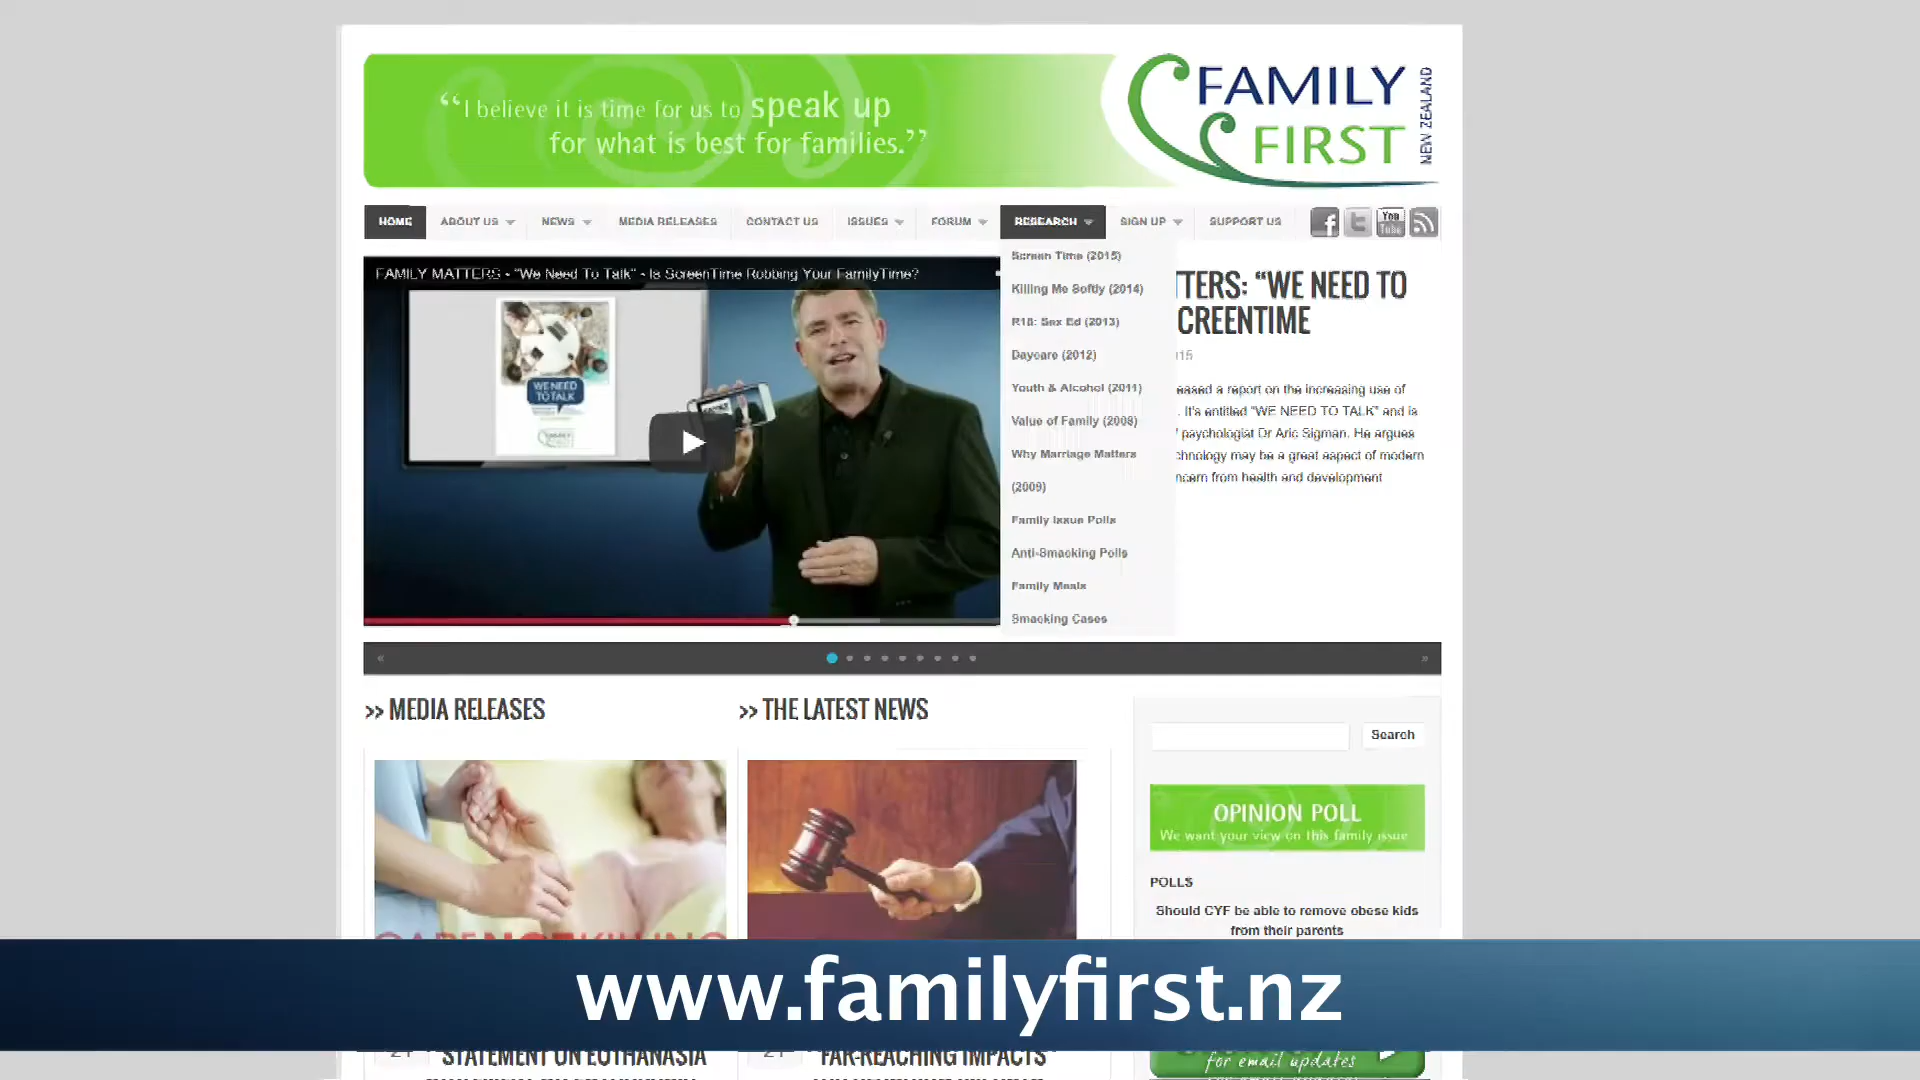 “I believe it is time for us to speak up
for what is best for families.”
FAMILY
FIRST
NEW ZEALAND
HOME ABOUT US NEWS MEDIA RELEASES CONTACT US ISSUES FORUM RESEARCH SIGN UP SUPPORT US
You
Tube
FAMILY MATTERS - "We Need To Talk" - Is ScreenTime Robbing Your FamilyTime?
WE NEED
TO TALK
Screen Time (2015)
Killing Me Softly (2014)
R18: Sex Ed (2013)
Daycare (2012)
Youth & Alcohol (2011)
Value of Family (2008)
Why Marriage Matters
(2009)
Family Issue Polls
Anti-Smacking Polls
Family Meals
Smacking Cases
TTERS: “WE NEED TO
CREENTIME
015
eased a report on the increasing use of
. It's entitled "WE NEED TO TALK" and is
psychologist Dr Aric Sigman. He argues
chnology may be a great aspect of modern
ncern from health and development
« »
>> MEDIA RELEASES
>> THE LATEST NEWS
Search
OPINION POLL
We want your view on this family issue
POLLS
Should CYF be able to remove obese kids
from their parents
CARE NOT KILLING
www.familyfirst.nz
21 STATEMENT ON EUTHANASIA
21 FAR-REACHING IMPACTS
for email updates